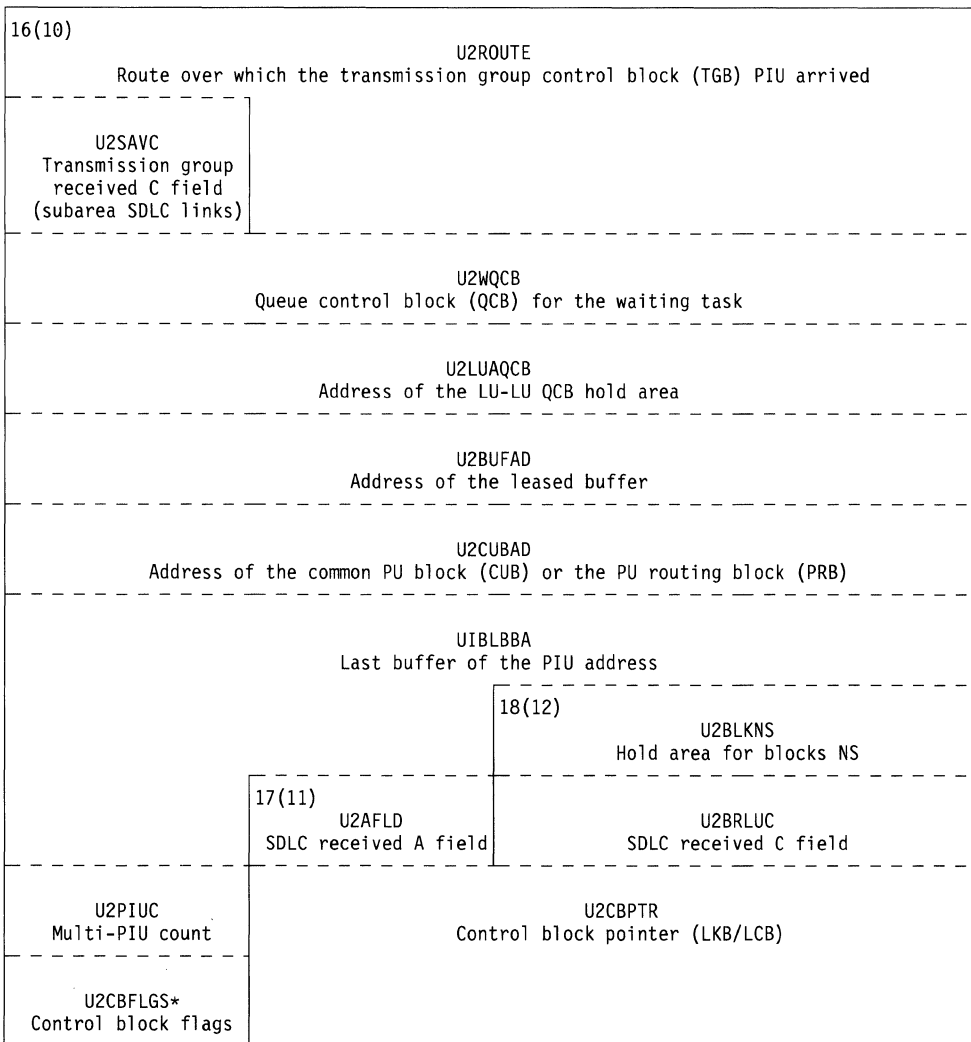 16(10)
U2ROUTE
Route over which the transmission group control block (TGB) PIU arrived
U2SAVC
Transmission group
received C field
(subarea SDLC links)
U2WQCB
Queue control block (QCB) for the waiting task
U2LUAQCB
Address of the LU-LU QCB hold area
U2BUFAD
Address of the leased buffer
U2CUBAD
Address of the common PU block (CUB) or the PU routing block (PRB)
UIBLBBA
Last buffer of the PIU address
18(12)
U2BLKNS
Hold area for blocks NS
17(11)
U2AFLD
SDLC received A field
U2BRLUC
SDLC received C field
U2PIUC
Multi-PIU count
U2CBPTR
Control block pointer (LKB/LCB)
U2CBFLGS*
Control block flags